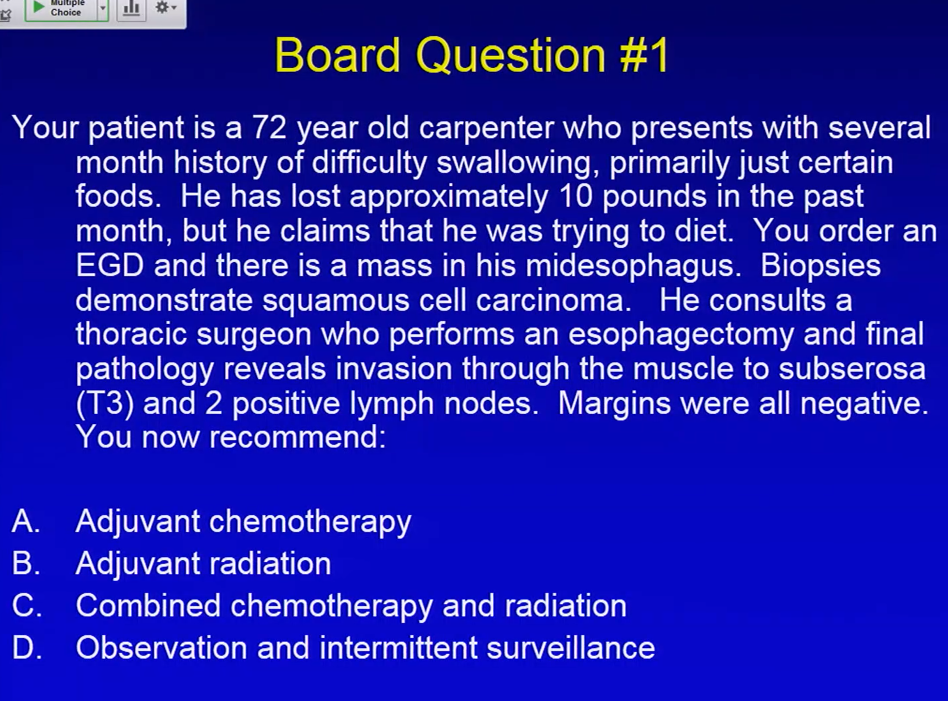 Multiple
Choice
Board Question #1
Your patient is a 72 year old carpenter who presents with several
month history of difficulty swallowing, primarily just certain
foods. He has lost approximately 10 pounds in the past
month, but he claims that he was trying to diet. You order an
EGD and there is a mass in his midesophagus. Biopsies
demonstrate squamous cell carcinoma. He consults a
thoracic surgeon who performs an esophagectomy and final
pathology reveals invasion through the muscle to subserosa
(T3) and 2 positive lymph nodes. Margins were all negative.
You now recommend:
A. Adjuvant chemotherapy
B. Adjuvant radiation
C. Combined chemotherapy and radiation
D. Observation and intermittent surveillance